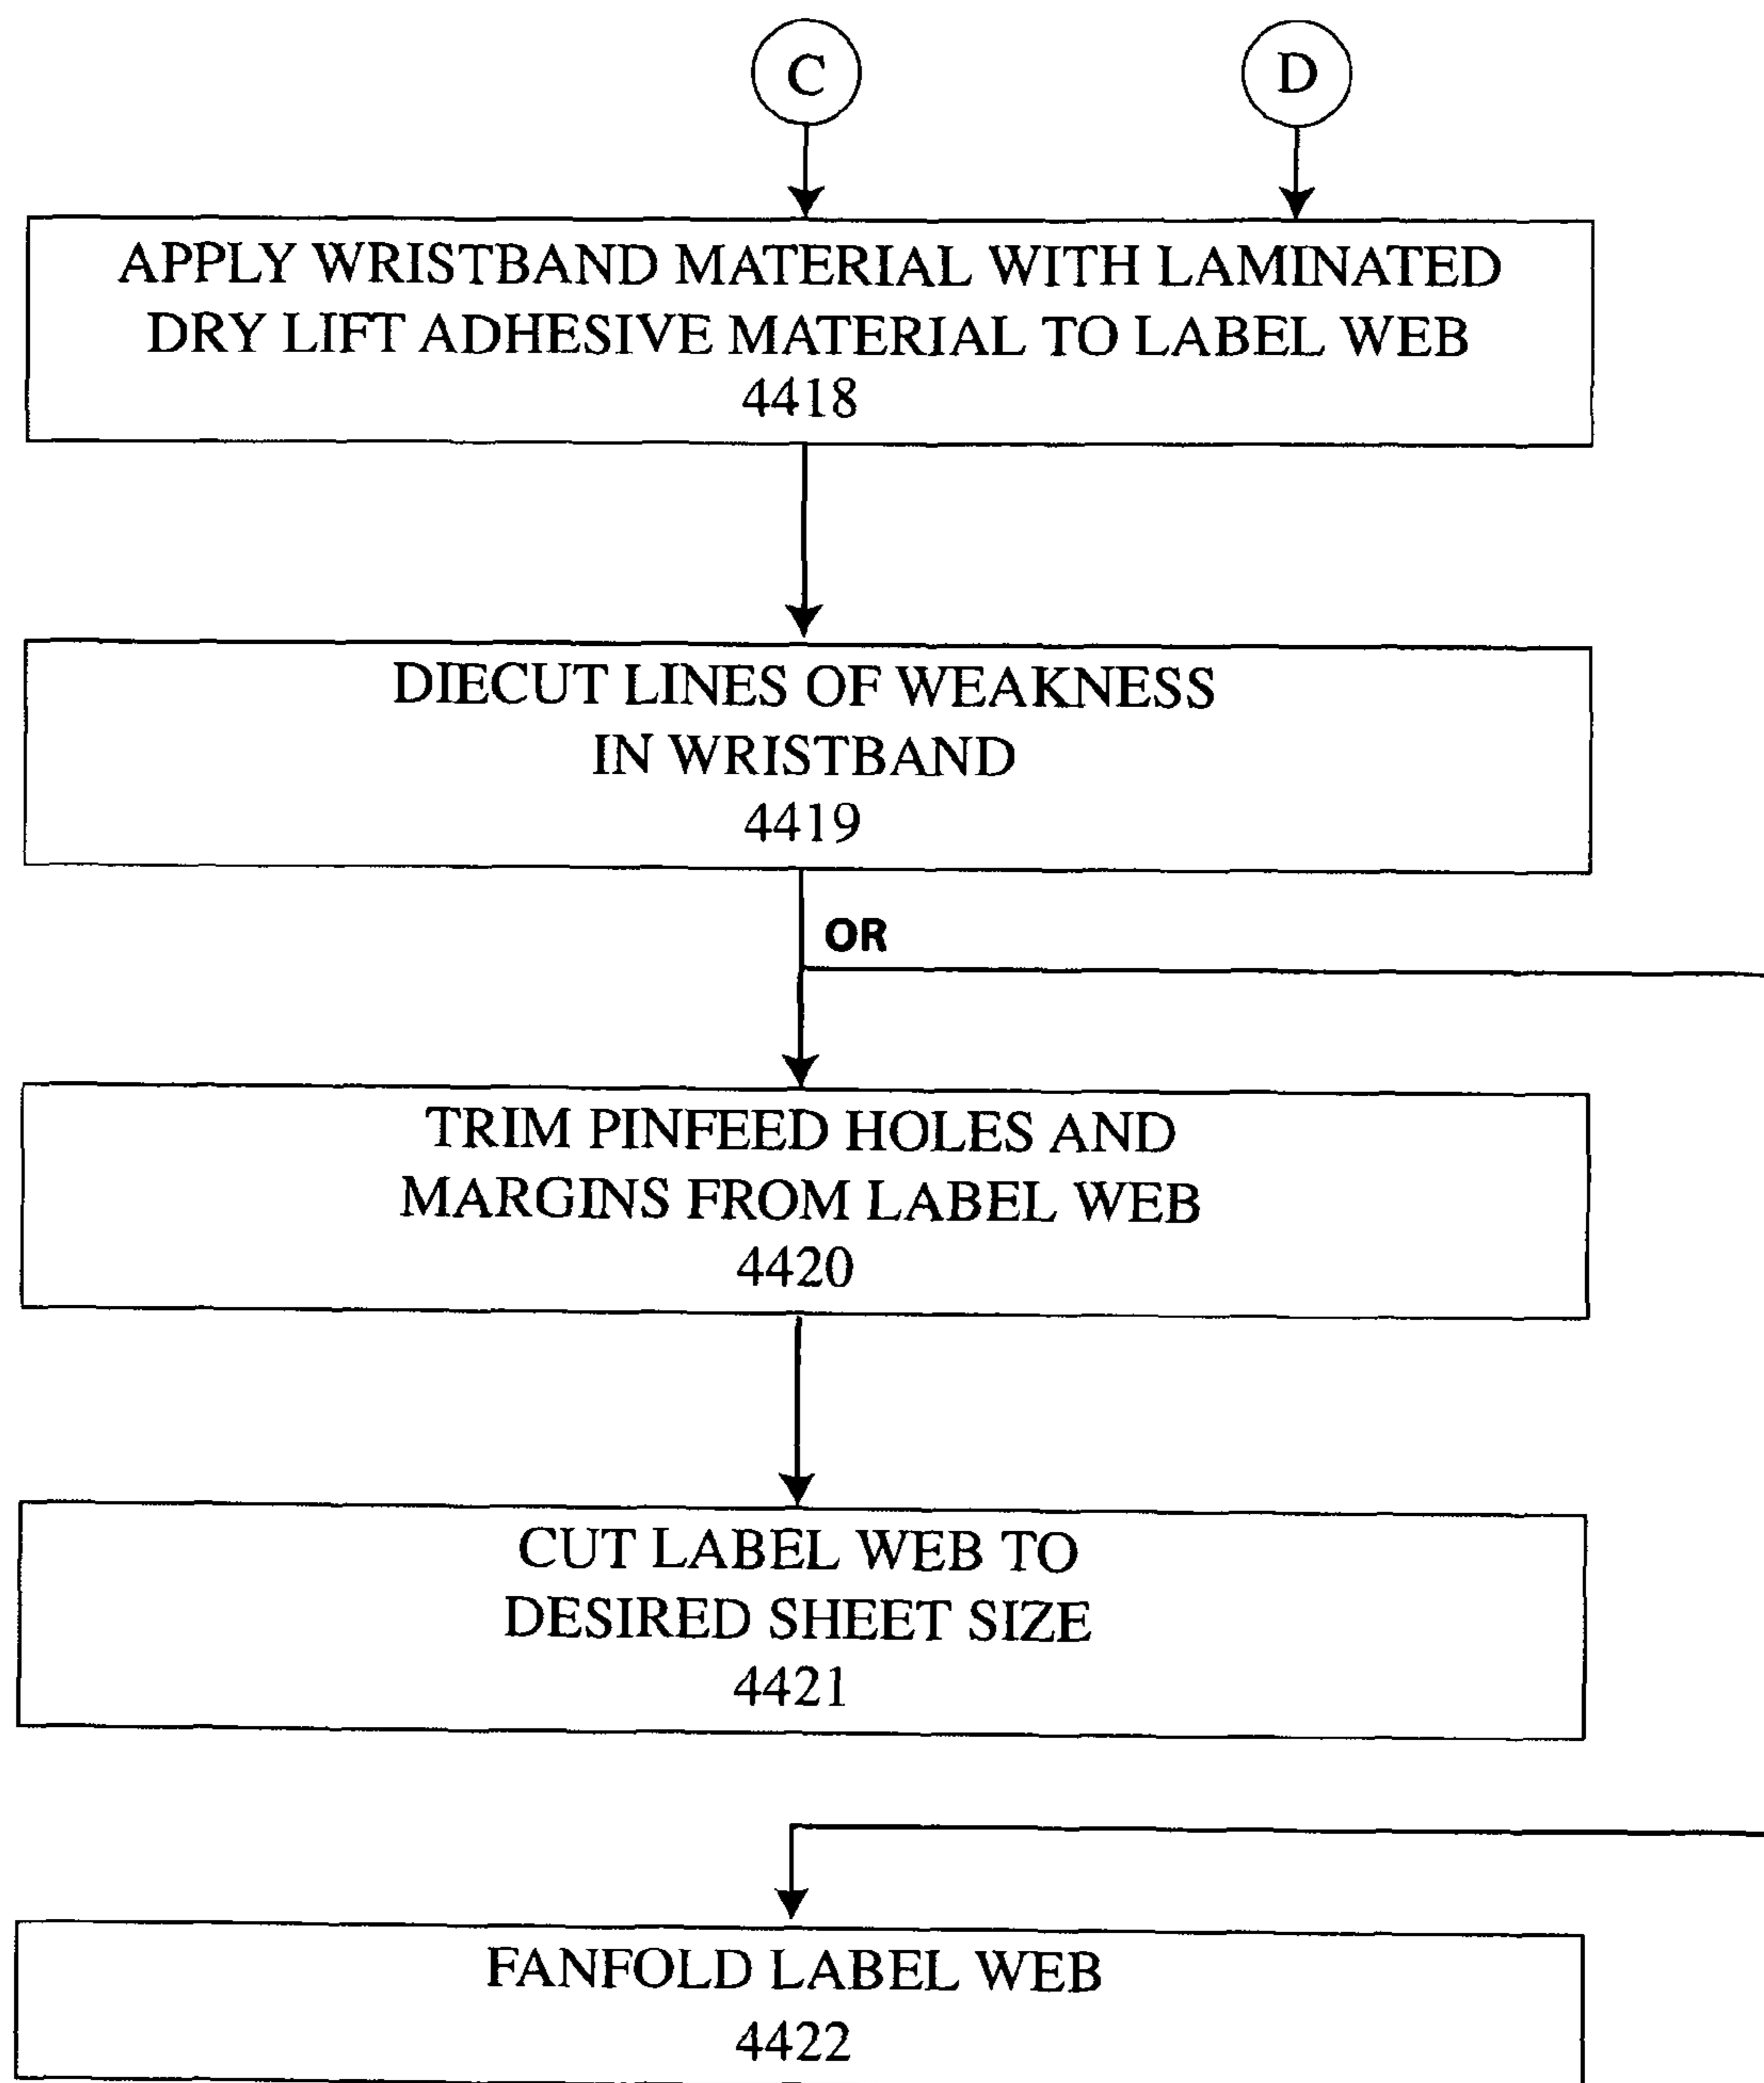 C
D
APPLY WRISTBAND MATERIAL WITH LAMINATED
DRY LIFT ADHESIVE MATERIAL TO LABEL WEB
4418
DIECUT LINES OF WEAKNESS
IN WRISTBAND
4419
OR
TRIM PINFEED HOLES AND
MARGINS FROM LABEL WEB
4420
CUT LABEL WEB TO
DESIRED SHEET SIZE
4421
FANFOLD LABEL WEB
4422